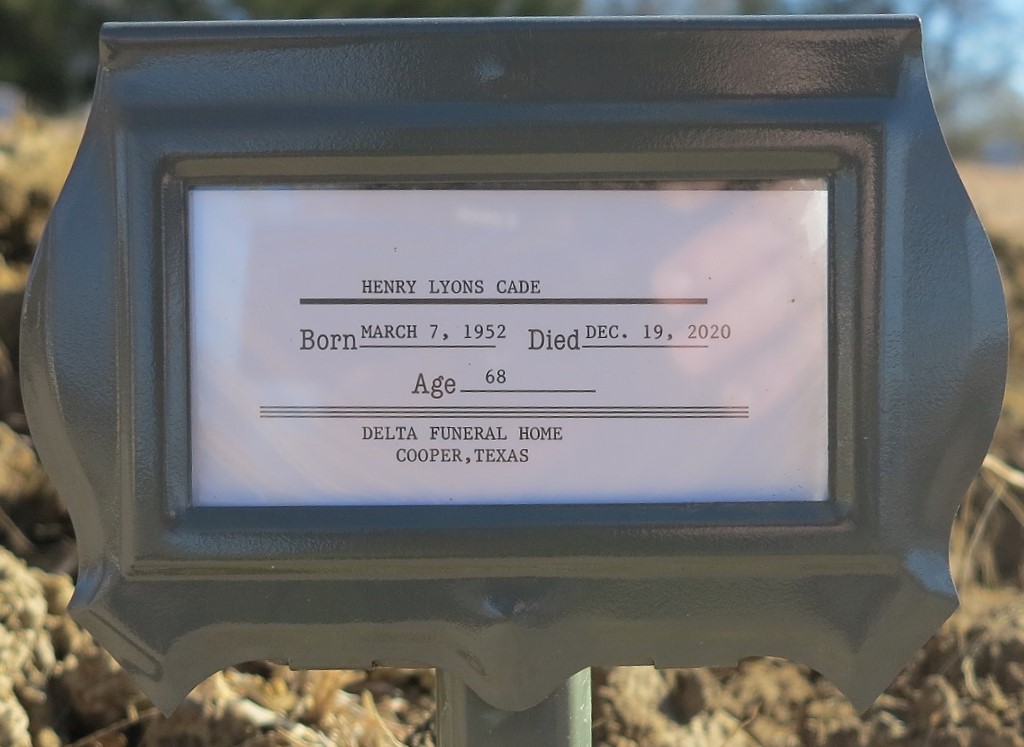 HENRY LYONS CADE
Born MARCH 7, 1952 Died DEC. 19, 2020
Age 68
DELTA FUNERAL HOME
COOPER,TEXAS